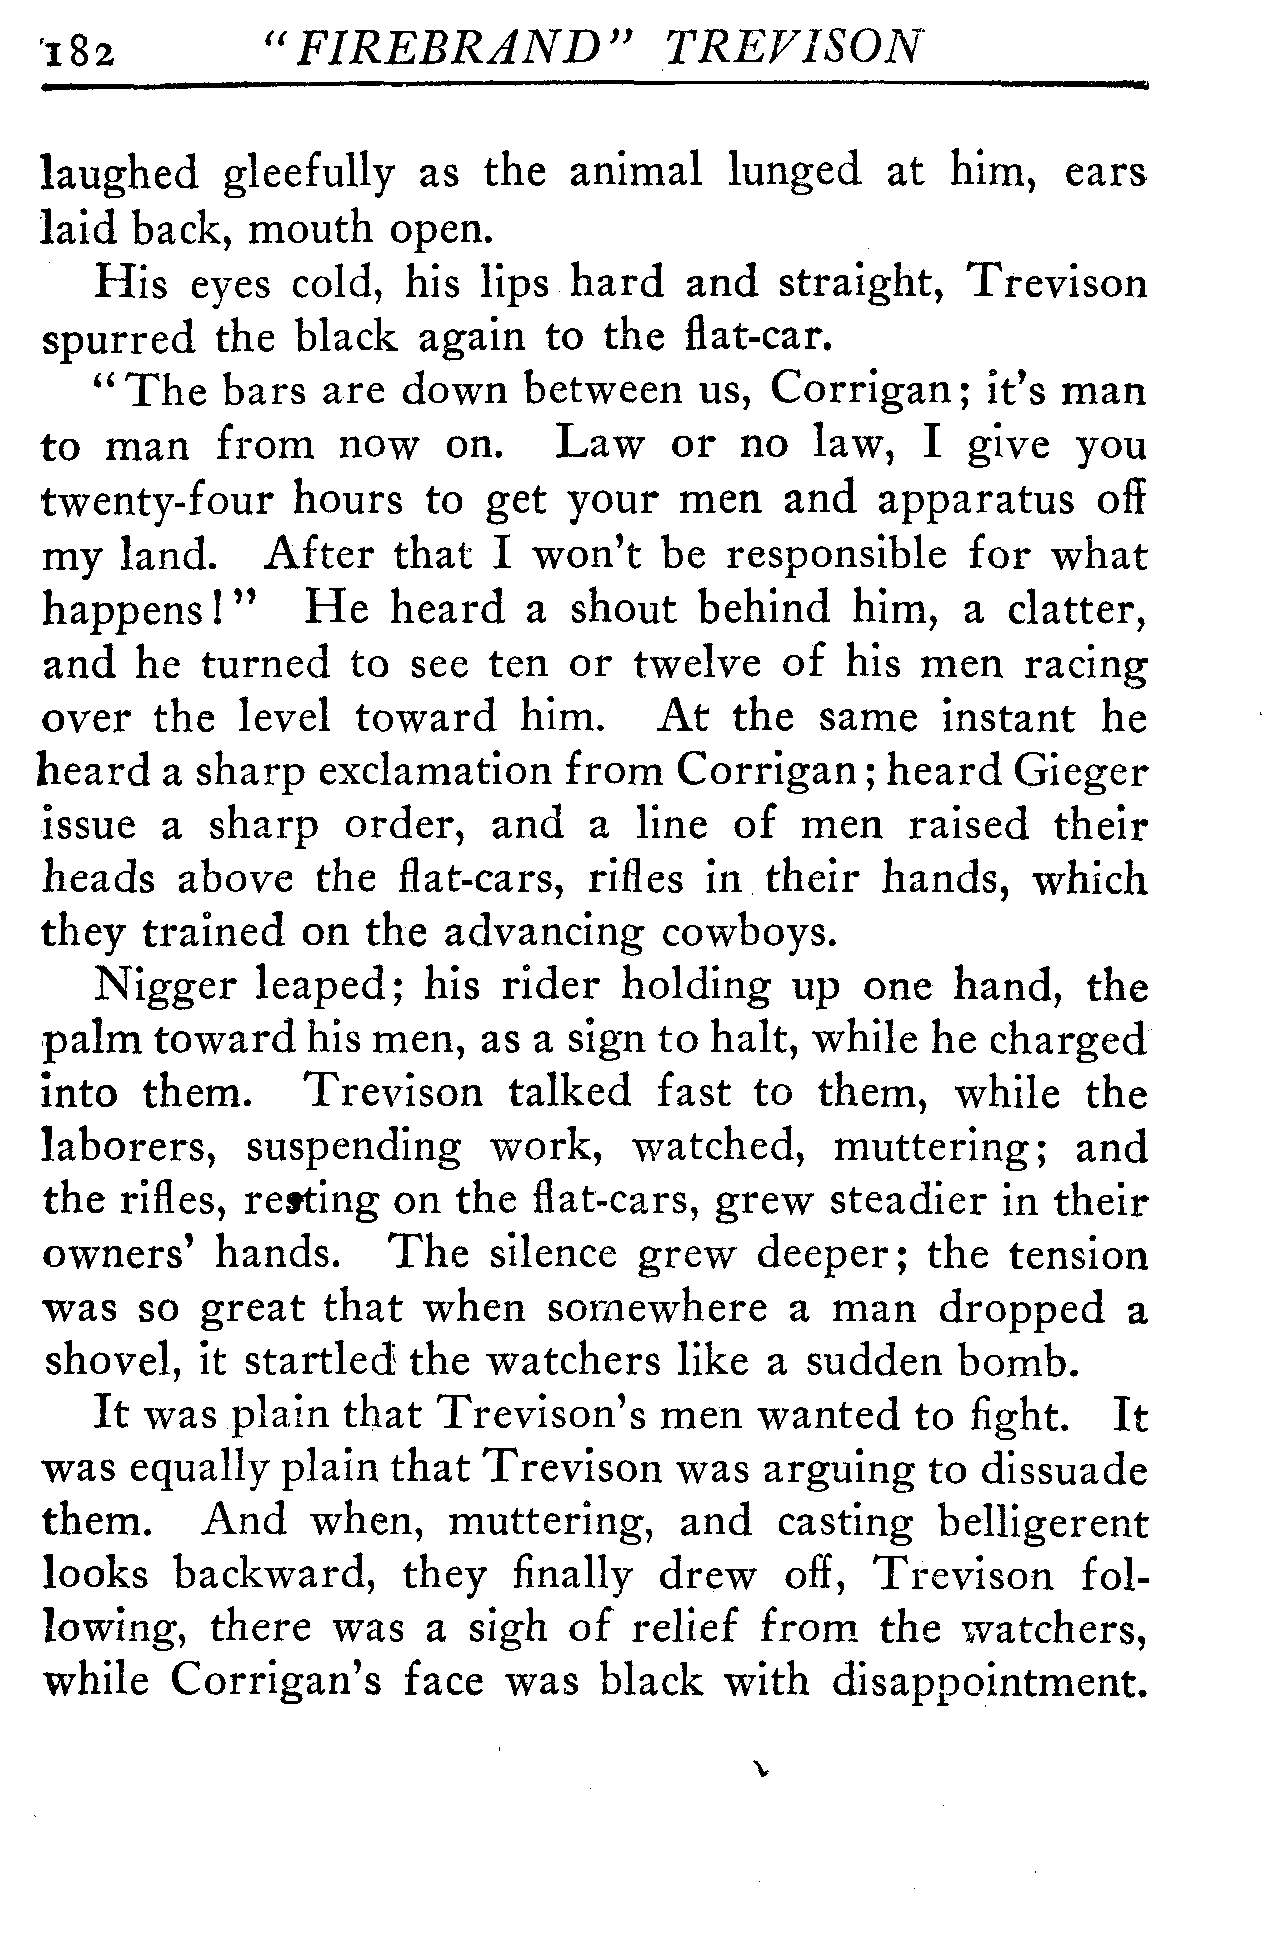 182 "FIREBRAND" TREVISON
laughed gleefully as the animal lunged at him, ears
laid back, mouth open.
His eyes cold, his lips hard and straight, Trevison
spurred the black again to the flat-car.
"The bars are down between us, Corrigan; it's man
to man from now on. Law or no law, I give you
twenty-four hours to get your men and apparatus off
my land. After that I won't be responsible for what
happens!" He heard a shout behind him, a clatter,
and he turned to see ten or twelve of his men racing
over the level toward him. At the same instant he
heard a sharp exclamation from Corrigan; heard Gieger
issue a sharp order, and a line of men raised their
heads above the flat-cars, rifles in their hands, which
they trained on the advancing cowboys.
Nigger leaped; his rider holding up one hand, the
palm toward his men, as a sign to halt, while he charged
into them. Trevison talked fast to them, while the
laborers, suspending work, watched, muttering; and
the rifles, resting on the flat-cars, grew steadier in their
owners' hands. The silence grew deeper; the tension
was so great that when somewhere a man dropped a
shovel, it startled the watchers like a sudden bomb.
It was plain that Trevison's men wanted to fight. It
was equally plain that Trevison was arguing to dissuade
them. And when, muttering, and casting belligerent
looks backward, they finally drew off, Trevison fol-
lowing, there was a sigh of relief from the watchers,
while Corrigan's face was black with disappointment.